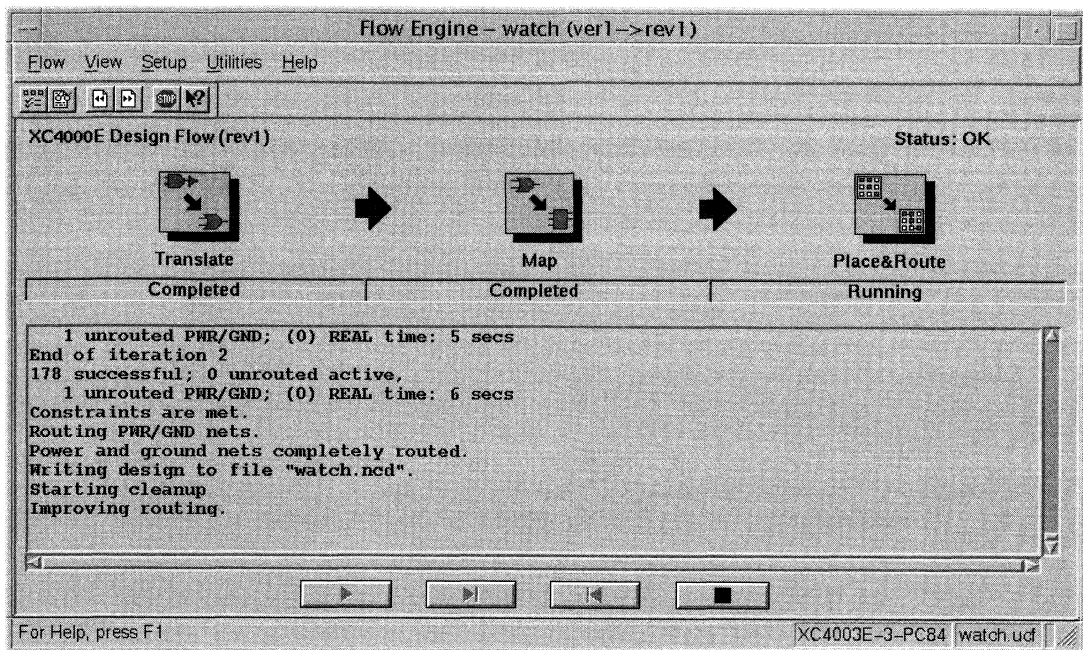 Flow Engine – watch (ver1–>rev1)
Flow View Setup Utilities Help
STOP
XC4000E Design Flow (rev1) Status: OK
Translate Map Place&Route
Completed Completed Running
1 unrouted PWR/GND; (0) REAL time: 5 secs
End of iteration 2
178 successful; 0 unrouted active,
1 unrouted PWR/GND; (0) REAL time: 6 secs
Constraints are met.
Routing PWR/GND nets.
Power and ground nets completely routed.
Writing design to file "watch.ncd".
Starting cleanup
Improving routing.
For Help, press F1 XC4003E–3–PC84 watch.ucf